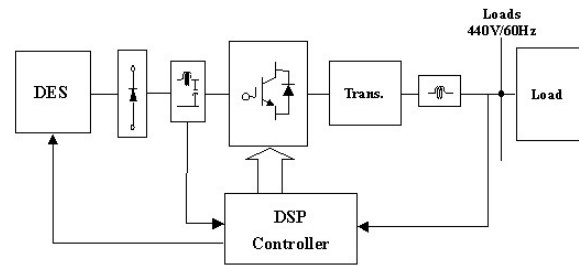 Loads
440V/60Hz
DES
Trans.
Load
DSP
Controller